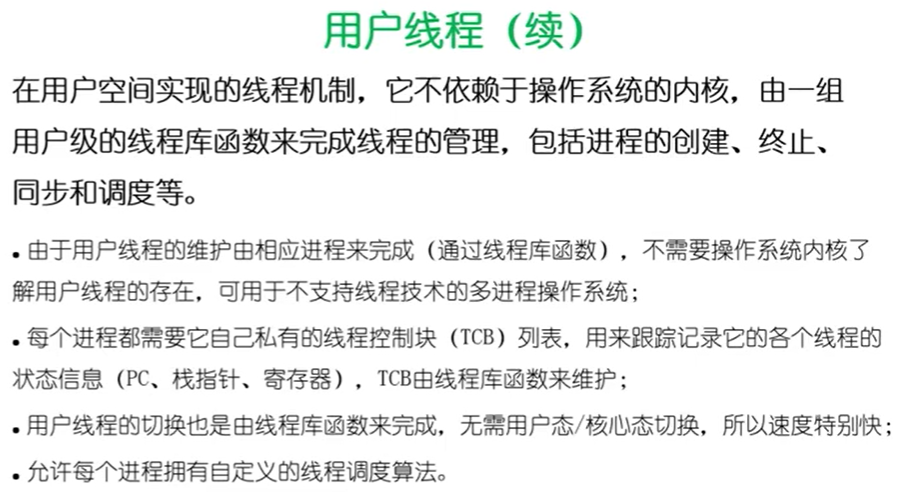 用户线程（续）
在用户空间实现的线程机制，它不依赖于操作系统的内核，由一组
用户级的线程库函数来完成线程的管理，包括进程的创建、终止、
同步和调度等。
• 由于用户线程的维护由相应进程来完成（通过线程库函数），不需要操作系统内核了
解用户线程的存在，可用于不支持线程技术的多进程操作系统；
• 每个进程都需要它自己私有的线程控制块（TCB）列表，用来跟踪记录它的各个线程的
状态信息（PC、栈指针、寄存器），TCB由线程库函数来维护；
• 用户线程的切换也是由线程库函数来完成，无需用户态/核心态切换，所以速度特别快；
• 允许每个进程拥有自定义的线程调度算法。